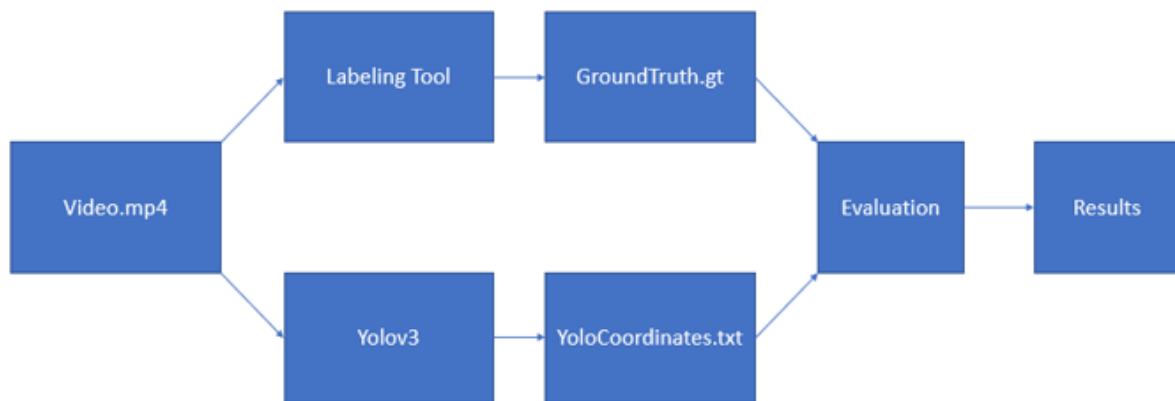 Labeling Tool
GroundTruth.gt
Video.mp4
Evaluation
Results
Yolov3
YoloCoordinates.txt